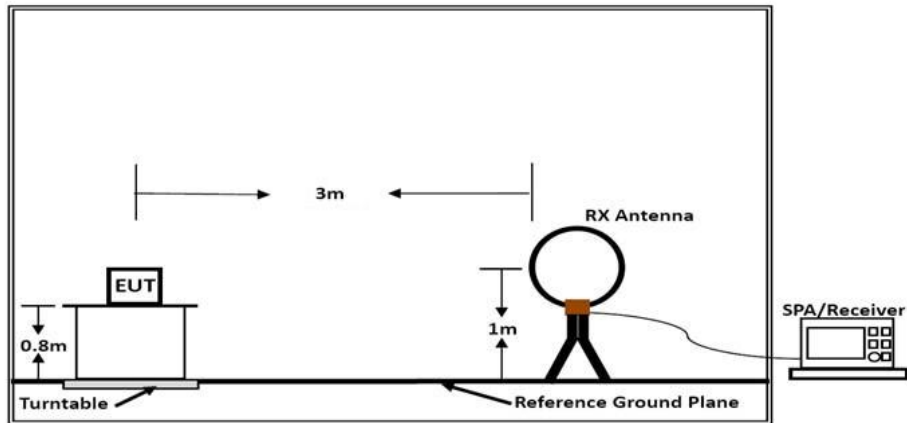 3m
RX Antenna
EUT
SPA/Receiver
1m
0.8m
Turntable
Reference Ground Plane